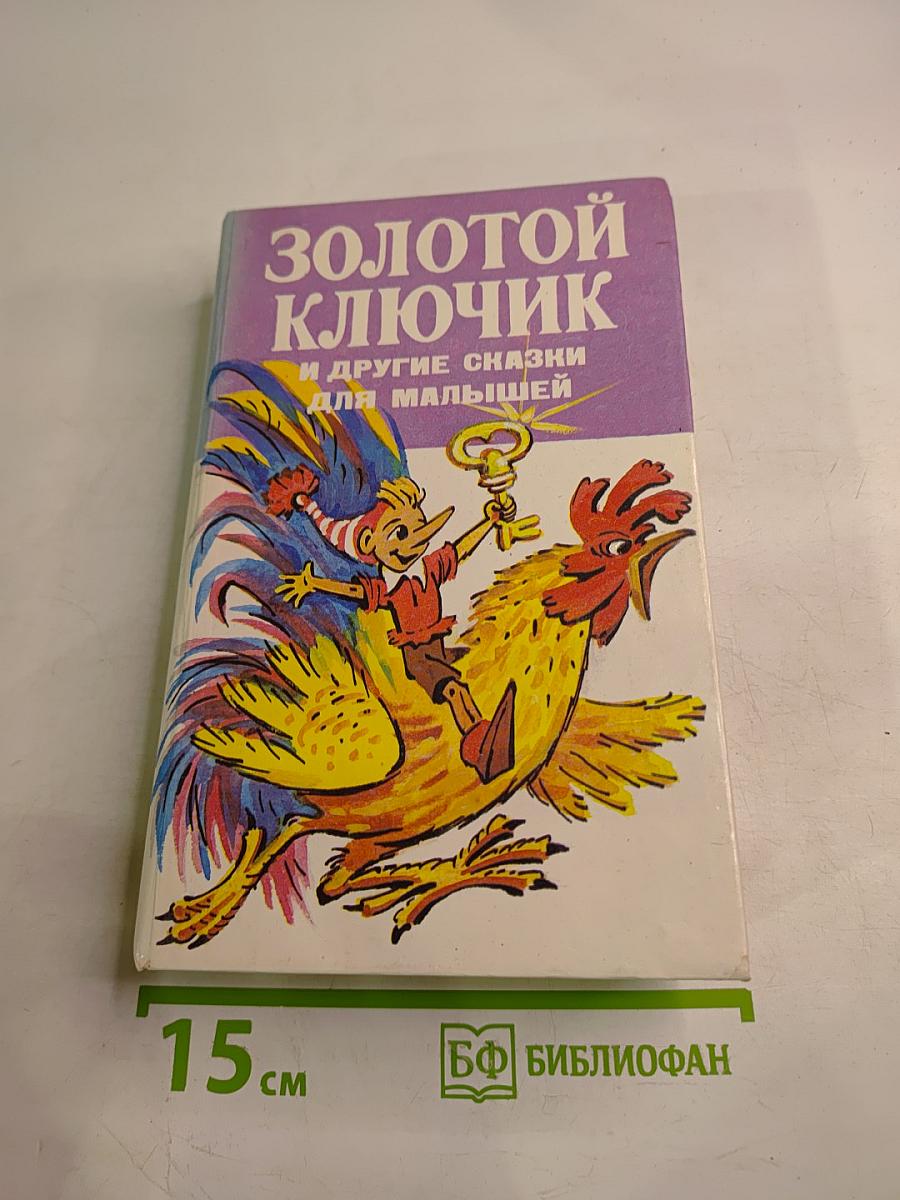 ЗОЛОТОЙ
КЛЮЧИК
И ДРУГИЕ СКАЗКИ
ДЛЯ МАЛЫШЕЙ
15 см
БФ БИБЛИОФАН